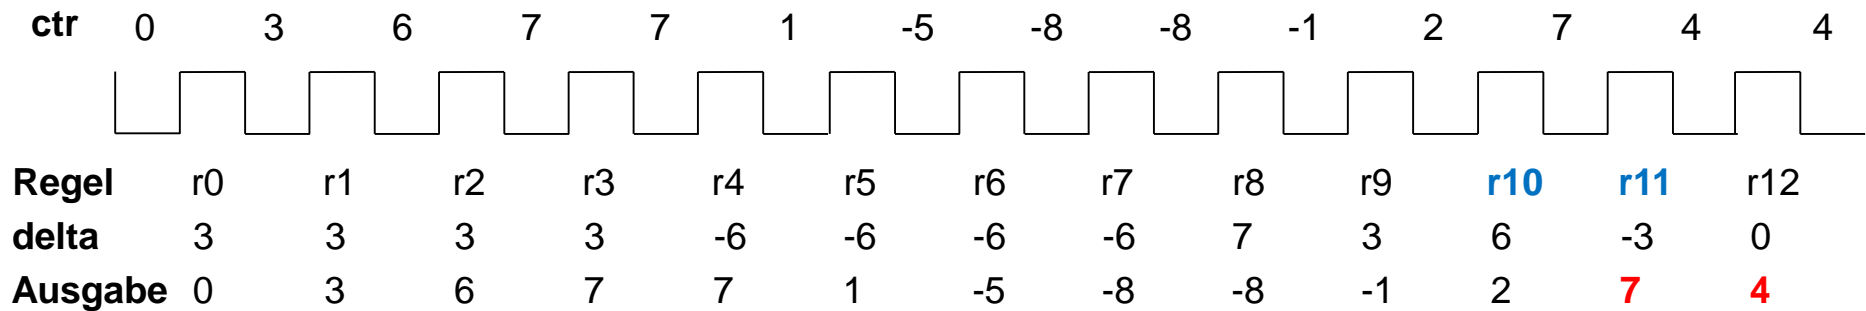 ctr 0 3 6 7 7 1 -5 -8 -8 -1 2 7 4 4
Regel r0 r1 r2 r3 r4 r5 r6 r7 r8 r9 r10 r11 r12
delta 3 3 3 3 -6 -6 -6 -6 7 3 6 -3 0
Ausgabe 0 3 6 7 7 1 -5 -8 -8 -1 2 7 4